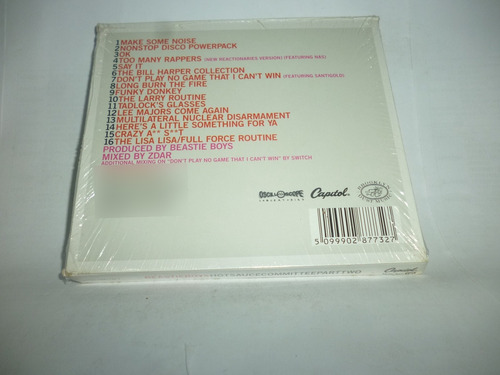 1 MAKE SOME NOISE
2 NONSTOP DISCO POWERPACK
3 OK
4 TOO MANY RAPPERS (NEW REACTIONARIES VERSION) (FEATURING NAS)
5 SAY IT
6 THE BILL HARPER COLLECTION
7 DON'T PLAY NO GAME THAT I CAN'T WIN (FEATURING SANTIGOLD)
8 LONG BURN THE FIRE
9 FUNKY DONKEY
10 THE LARRY ROUTINE
11 TADLOCK'S GLASSES
12 LEE MAJORS COME AGAIN
13 MULTILATERAL NUCLEAR DISARMAMENT
14 HERE'S A LITTLE SOMETHING FOR YA
15 CRAZY A** S**T
16 THE LISA LISA/FULL FORCE ROUTINE
PRODUCED BY BEASTIE BOYS
MIXED BY ZDAR
ADDITIONAL MIXING ON "DON'T PLAY NO GAME THAT I CAN'T WIN" BY SWITCH
OSCILLOSCOPE
LABORATORIES
Capitol
BROOKLYN
5 099902 877327
HOTSAUCECOMMITTEEPARTTWO
Capitol